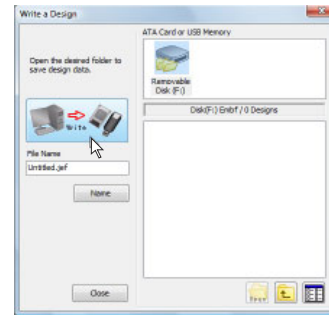 Write a Design
ATA Card or USB Memory
Open the desired folder to
save design data.
Removable
Disk (F:)
Write
Disk(F:) Embf / 0 Designs
File Name
Untitled.jef
Name
Close